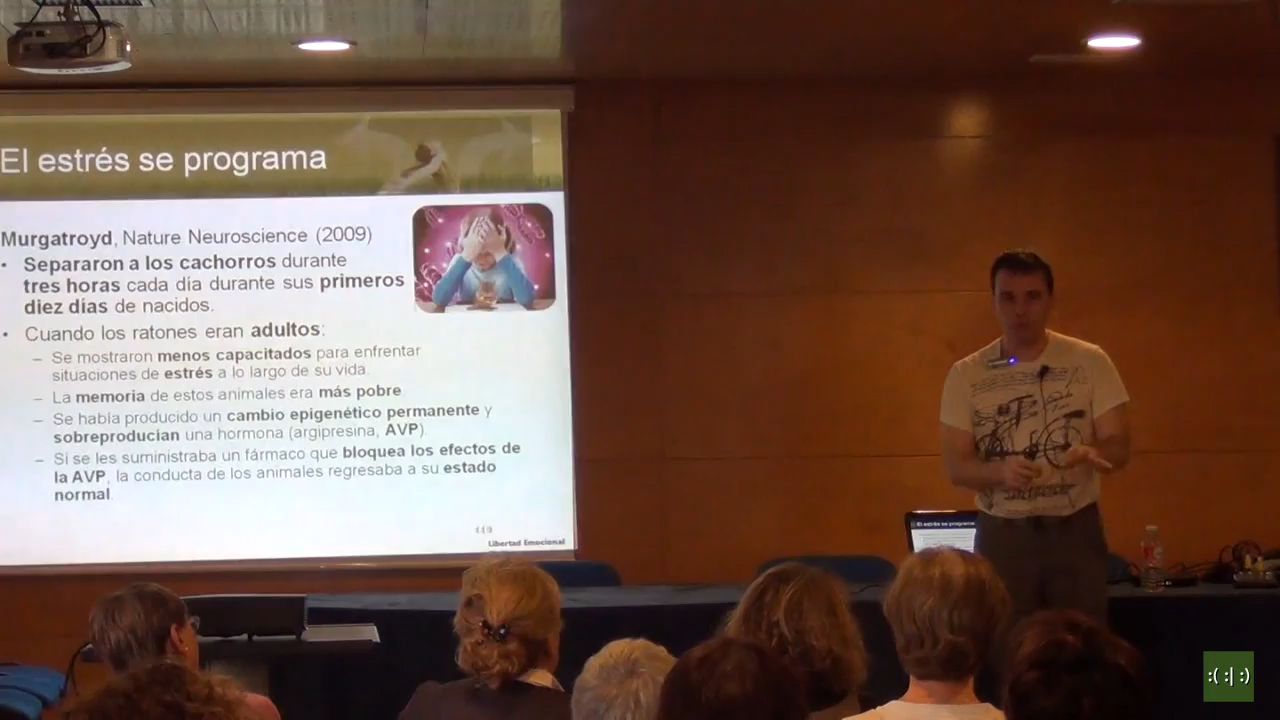 El estrés se programa
Murgatroyd, Nature Neuroscience (2009)
• Separaron a los cachorros durante
tres horas cada día durante sus primeros
diez días de nacidos.
• Cuando los ratones eran adultos:
– Se mostraron menos capacitados para enfrentar
situaciones de estrés a lo largo de su vida.
– La memoria de estos animales era más pobre
– Se había producido un cambio epigenético permanente y
sobreproducian una hormona (argipresina, AVP).
– Si se les suministraba un fármaco que bloquea los efectos de
la AVP, la conducta de los animales regresaba a su estado
normal.
Libertad Emocional
El estrés se programa
:( :| :)